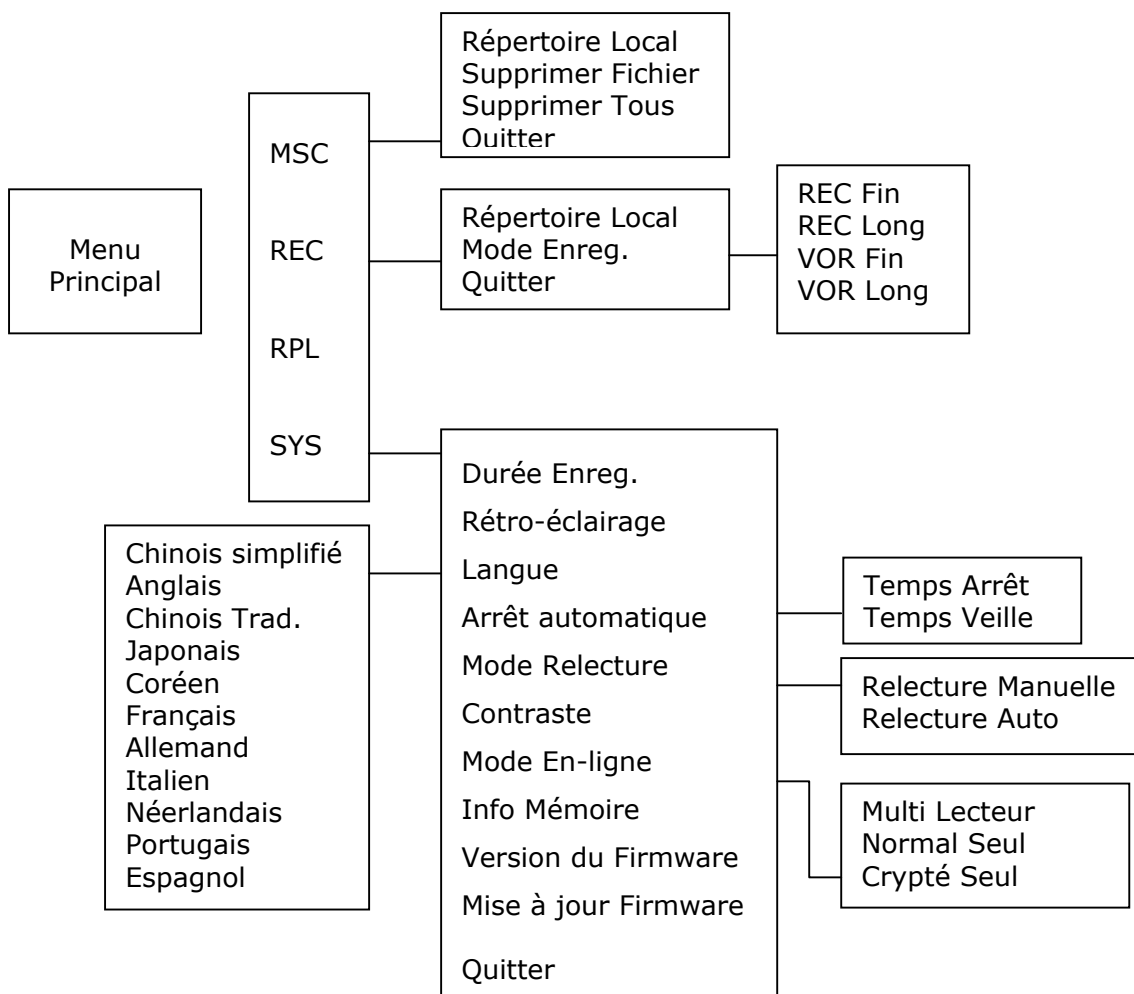 Répertoire Local
Supprimer Fichier
Supprimer Tous
Quitter
MSC
REC
RPL
SYS
Menu
Principal
Répertoire Local
Mode Enreg.
Quitter
REC Fin
REC Long
VOR Fin
VOR Long
Durée Enreg.
Rétro-éclairage
Langue
Arrêt automatique
Mode Relecture
Contraste
Mode En-ligne
Info Mémoire
Version du Firmware
Mise à jour Firmware
Quitter
Chinois simplifié
Anglais
Chinois Trad.
Japonais
Coréen
Français
Allemand
Italien
Néerlandais
Portugais
Espagnol
Temps Arrêt
Temps Veille
Relecture Manuelle
Relecture Auto
Multi Lecteur
Normal Seul
Crypté Seul